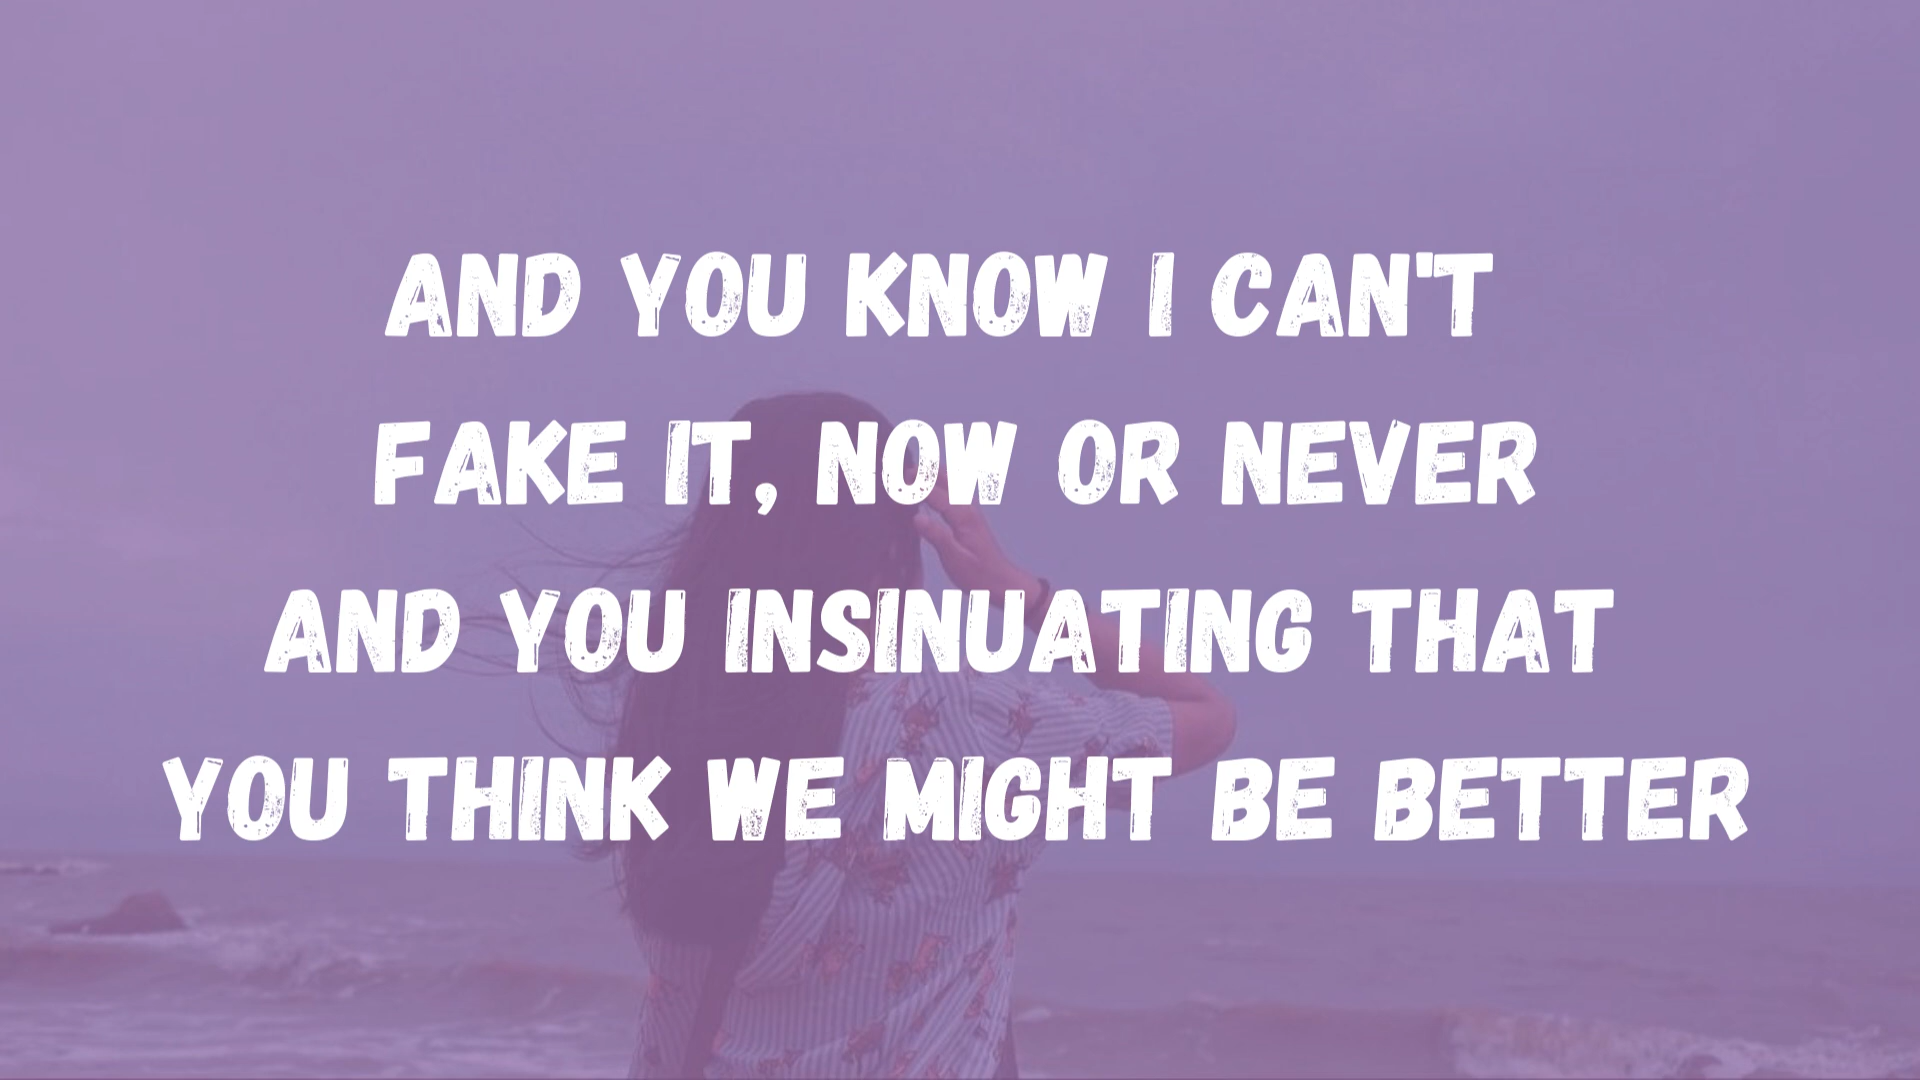 AND YOU KNOW I CAN'T
FAKE IT, NOW OR NEVER
AND YOU INSINUATING THAT
YOU THINK WE MIGHT BE BETTER